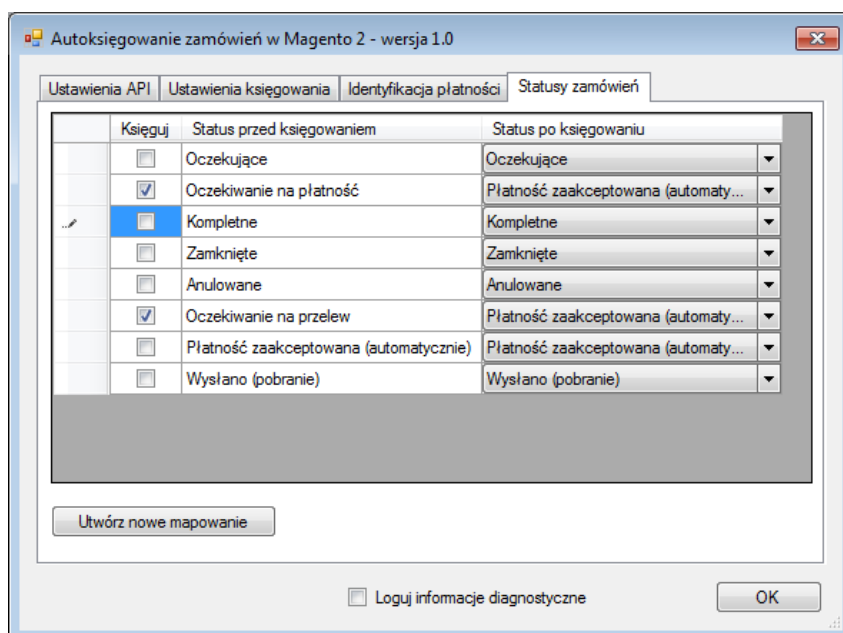 Autoksięgowanie zamówień w Magento 2 - wersja 1.0
Ustawienia API Ustawienia księgowania Identyfikacja płatności Statusy zamówień
Księguj Status przed księgowaniem Status po księgowaniu
Oczekujące Oczekujące
Oczekiwanie na płatność Płatność zaakceptowana (automaty...
Kompletne Kompletne
Zamknięte Zamknięte
Anulowane Anulowane
Oczekiwanie na przelew Płatność zaakceptowana (automaty...
Płatność zaakceptowana (automatycznie) Płatność zaakceptowana (automaty...
Wysłano (pobranie) Wysłano (pobranie)
Utwórz nowe mapowanie
Loguj informacje diagnostyczne OK